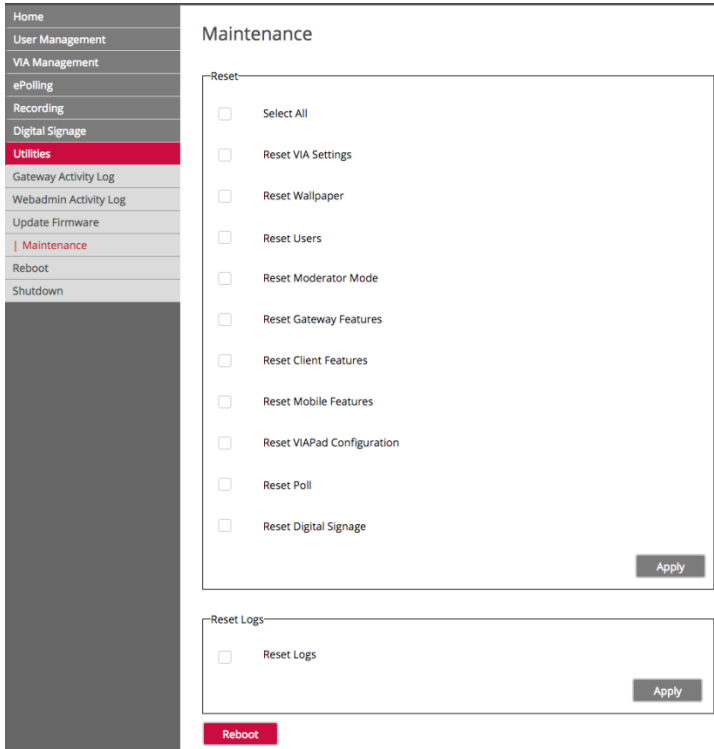 Home
User Management
VIA Management
ePolling
Recording
Digital Signage
Utilities
Gateway Activity Log
Webadmin Activity Log
Update Firmware
| Maintenance
Reboot
Shutdown
Maintenance
Reset
Select All
Reset VIA Settings
Reset Wallpaper
Reset Users
Reset Moderator Mode
Reset Gateway Features
Reset Client Features
Reset Mobile Features
Reset VIAPad Configuration
Reset Poll
Reset Digital Signage
Apply
Reset Logs
Reset Logs
Apply
Reboot